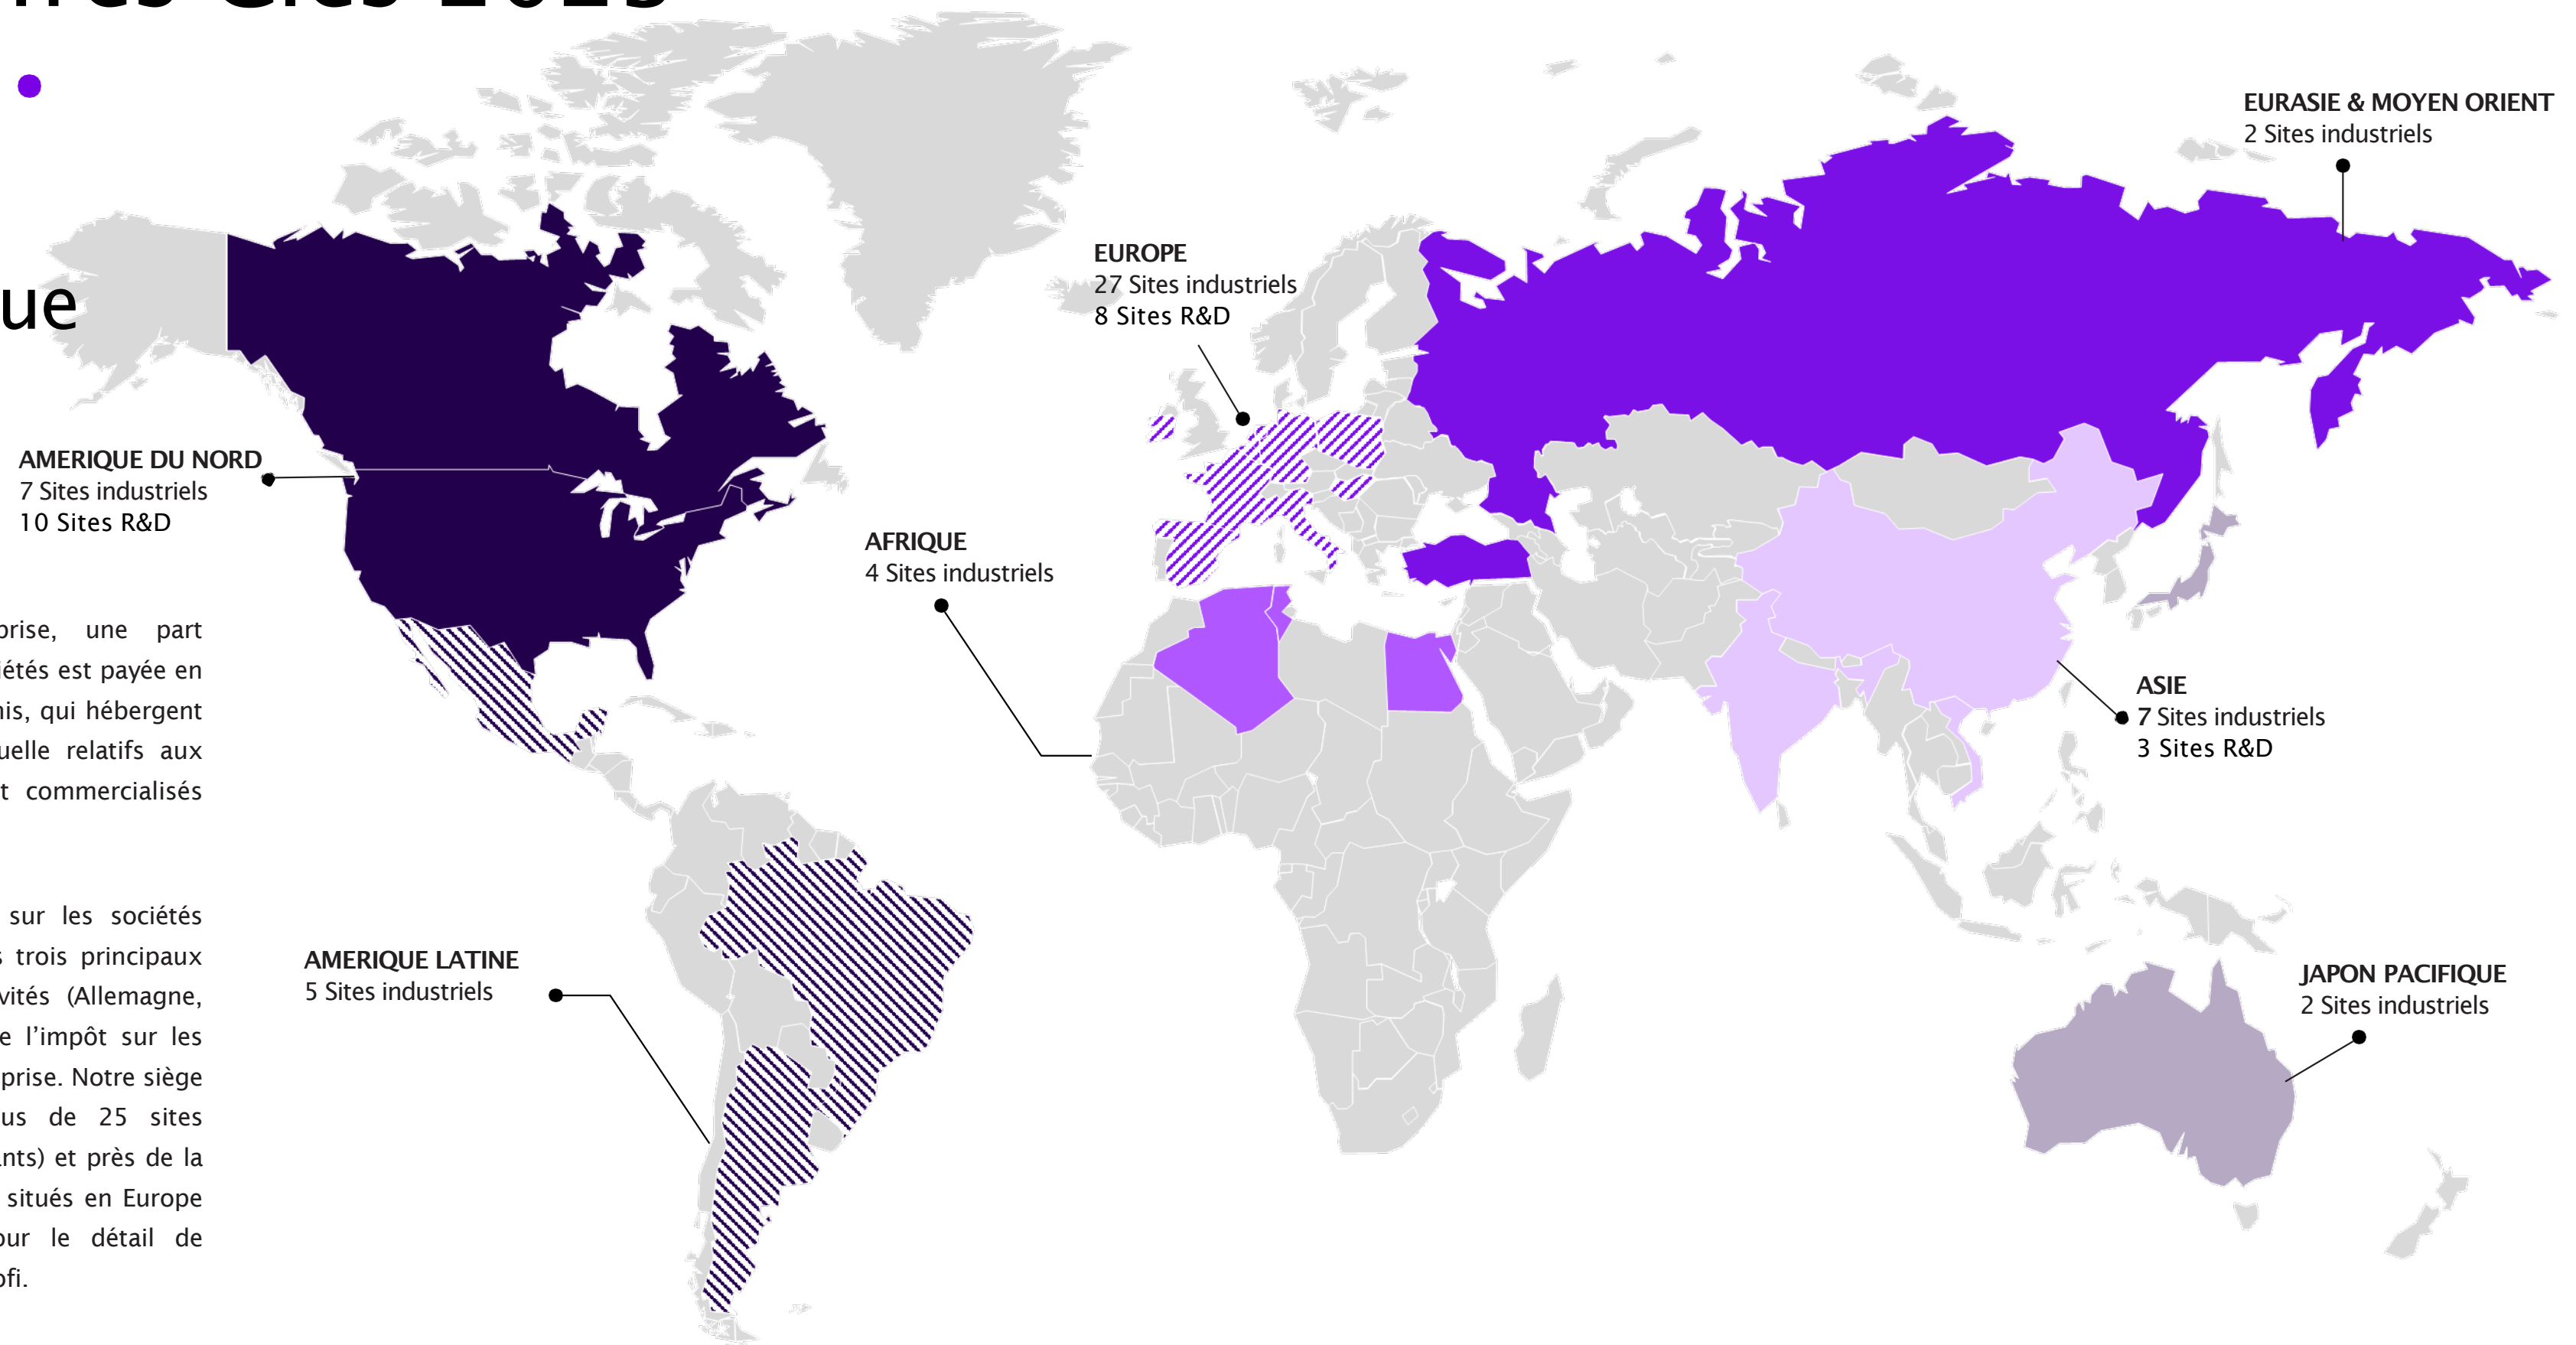 ue
EURASIE & MOYEN ORIENT
2 Sites industriels
EUROPE
27 Sites industriels
8 Sites R&D
AMERIQUE DU NORD
7 Sites industriels
10 Sites R&D
AFRIQUE
4 Sites industriels
ASIE
7 Sites industriels
3 Sites R&D
AMERIQUE LATINE
5 Sites industriels
JAPON PACIFIQUE
2 Sites industriels
prise, une part
iétés est payée en
nis, qui hébergent
uelle relatifs aux
t commercialisés
sur les sociétés
s trois principaux
vités (Allemagne,
e l’impôt sur les
prise. Notre siège
us de 25 sites
ants) et près de la
situés en Europe
our le détail de
ofi.